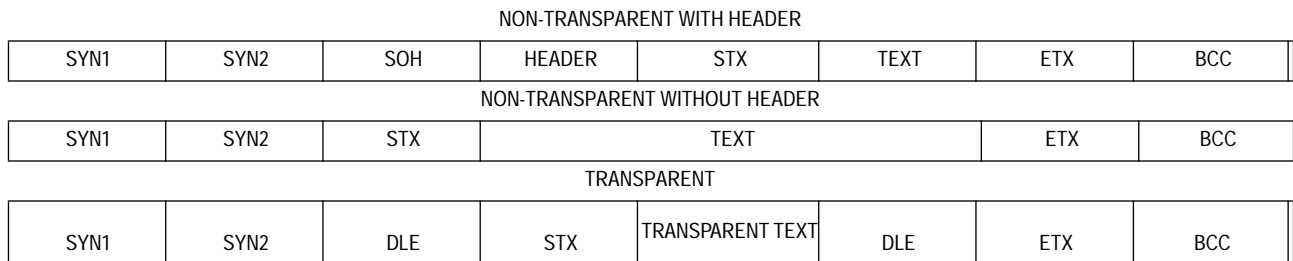 NON-TRANSPARENT WITH HEADER
SYN1 SYN2 SOH HEADER STX TEXT ETX BCC
NON-TRANSPARENT WITHOUT HEADER
SYN1 SYN2 STX TEXT ETX BCC
TRANSPARENT
SYN1 SYN2 DLE STX TRANSPARENT TEXT DLE ETX BCC